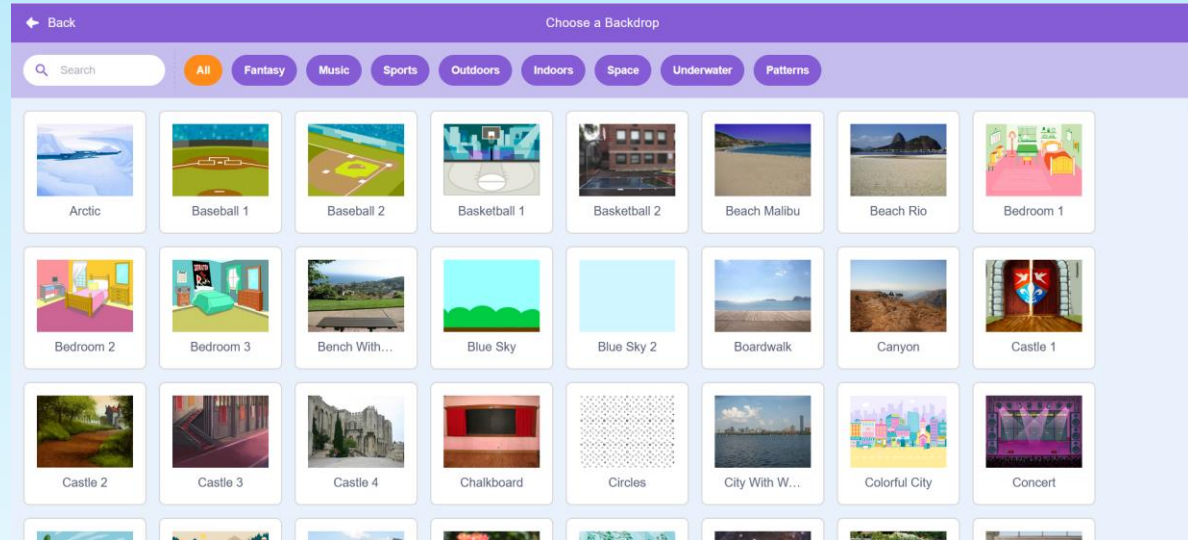 Back
Choose a Backdrop
Search
All
Fantasy
Music
Sports
Outdoors
Indoors
Space
Underwater
Patterns
Arctic
Baseball 1
Baseball 2
Basketball 1
Basketball 2
Beach Malibu
Beach Rio
Bedroom 1
Bedroom 2
Bedroom 3
Bench With...
Blue Sky
Blue Sky 2
Boardwalk
Canyon
Castle 1
Castle 2
Castle 3
Castle 4
Chalkboard
Circles
City With W...
Colorful City
Concert